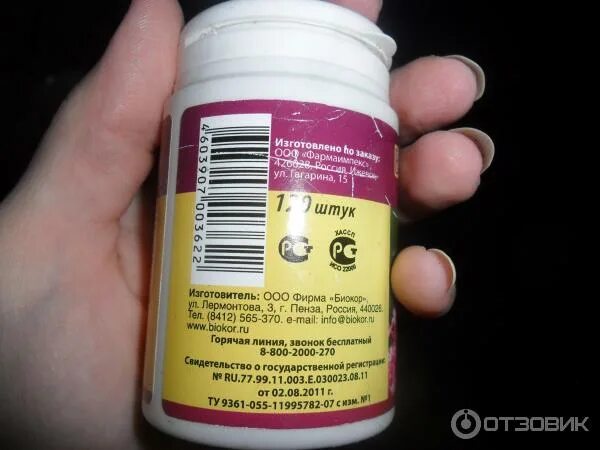 Изготовлено по заказу:
ООО «Фармаимпекс»,
426028, Россия, Ижевск,
ул. Гагарина, 15
120 штук
4603907003622
РСТ
ХАССП
РСТ
ИСО 22000
Изготовитель: ООО Фирма «Биокор»,
ул. Лермонтова, 3, г. Пенза, Россия, 440026.
Тел. (8412) 565-370. e-mail: info@biokor.ru
www.biokor.ru
Горячая линия, звонок бесплатный
8-800-2000-270
Свидетельство о государственной регистрации:
№ RU.77.99.11.003.Е.030023.08.11
от 02.08.2011 г.
ТУ 9361-055-11995782-07 с изм. №1
ОТЗОВИК